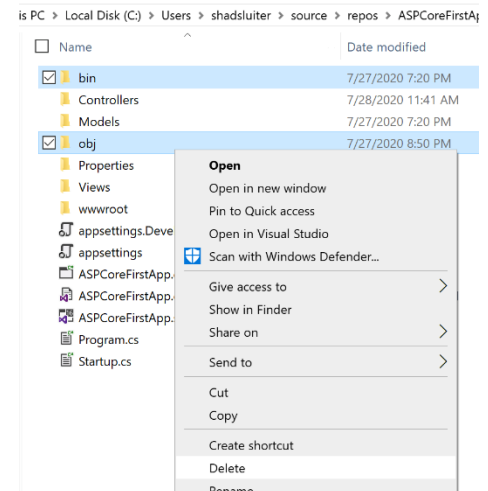 is PC > Local Disk (C:) > Users > shadsluiter > source > repos > ASPCoreFirstAp
Name Date modified
bin 7/27/2020 7:20 PM
Controllers 7/28/2020 11:41 AM
Models 7/27/2020 7:20 PM
obj 7/27/2020 8:50 PM
Properties
Views
wwwroot
appsettings.Deve
appsettings
ASPCoreFirstApp.
ASPCoreFirstApp.
ASPCoreFirstApp.
Program.cs
Startup.cs
Open
Open in new window
Pin to Quick access
Open in Visual Studio
Scan with Windows Defender...
Give access to
Show in Finder
Share on
Send to
Cut
Copy
Create shortcut
Delete
Rename